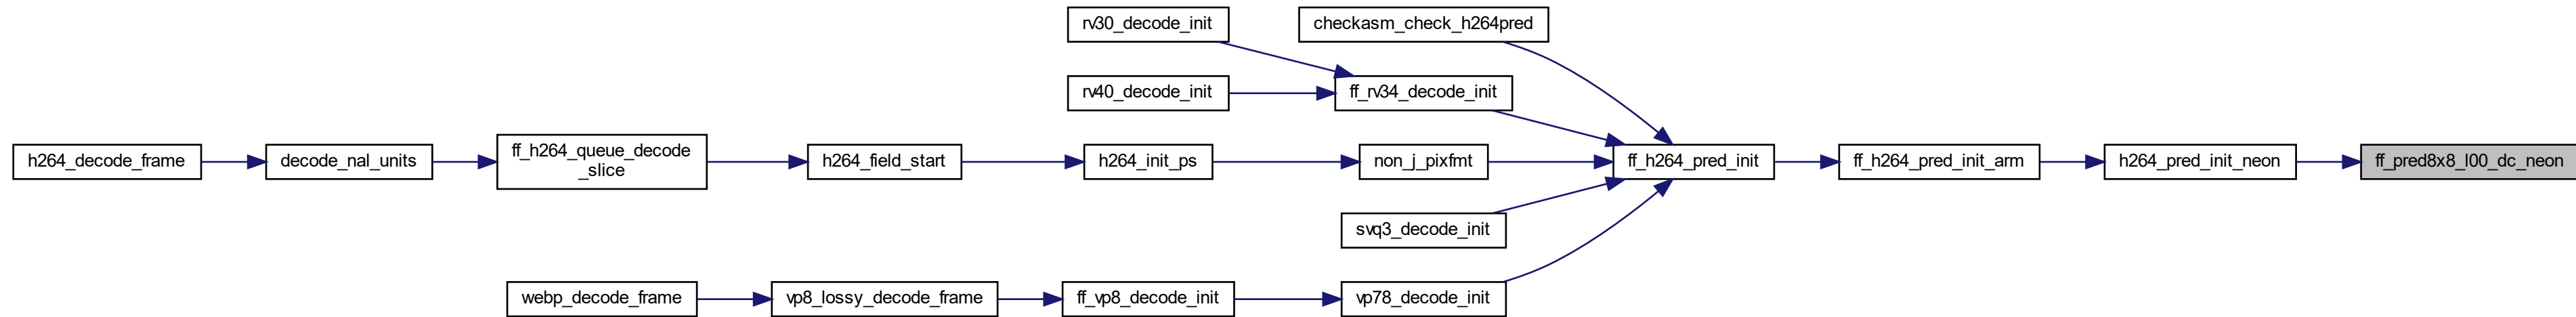 rv30_decode_init
checkasm_check_h264pred
rv40_decode_init
ff_rv34_decode_init
h264_decode_frame
decode_nal_units
ff_h264_queue_decode
_slice
h264_field_start
h264_init_ps
non_j_pixfmt
ff_h264_pred_init
ff_h264_pred_init_arm
h264_pred_init_neon
ff_pred8x8_l00_dc_neon
svq3_decode_init
webp_decode_frame
vp8_lossy_decode_frame
ff_vp8_decode_init
vp78_decode_init